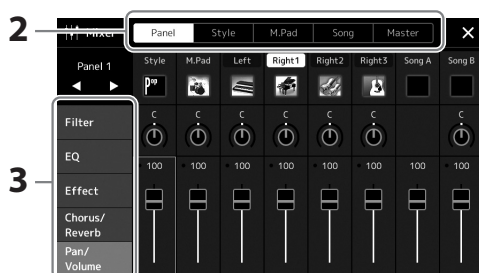 2
Mixer
Panel Style M.Pad Song Master
Panel 1
Style M.Pad Left Right1 Right2 Right3 Song A Song B
Pop
C C C C C C C
3
Filter
EQ
Effect
Chorus/
Reverb
Pan/
Volume
100 100 100 100 100 100 100 100